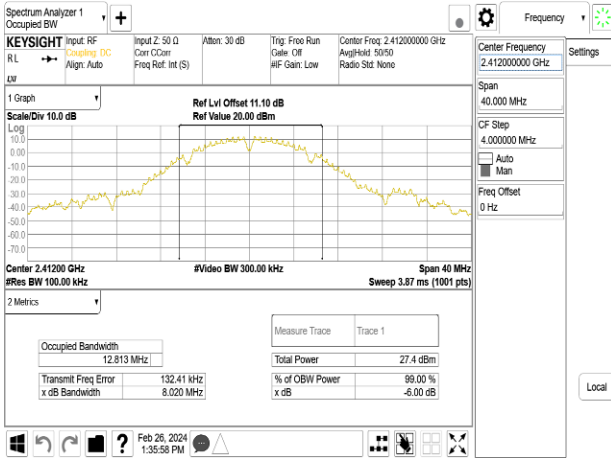 Spectrum Analyzer 1
Occupied BW
Frequency
KEYSIGHT
Input: RF
Coupling: DC
Align: Auto
Input Z: 50 Ω
Corr CCorr
Freq Ref: Int (S)
Atten: 30 dB
Trig: Free Run
Gate: Off
#IF Gain: Low
Center Freq: 2.412000000 GHz
Avg|Hold: 50/50
Radio Std: None
RL
Center Frequency
2.412000000 GHz
Settings
Span
40.000 MHz
CF Step
4.000000 MHz
Auto
Man
Freq Offset
0 Hz
Local
1 Graph
Scale/Div 10.0 dB
Ref Lvl Offset 11.10 dB
Ref Value 20.00 dBm
Log
10.0
0.00
-10.0
-20.0
-30.0
-40.0
-50.0
-60.0
-70.0
Center 2.41200 GHz
#Video BW 300.00 kHz
Span 40 MHz
#Res BW 100.00 kHz
Sweep 3.87 ms (1001 pts)
2 Metrics
Measure Trace
Trace 1
Occupied Bandwidth
12.813 MHz
Total Power
27.4 dBm
Transmit Freq Error
132.41 kHz
% of OBW Power
99.00 %
x dB Bandwidth
8.020 MHz
x dB
-6.00 dB
?
Feb 26, 2024
1:35:58 PM